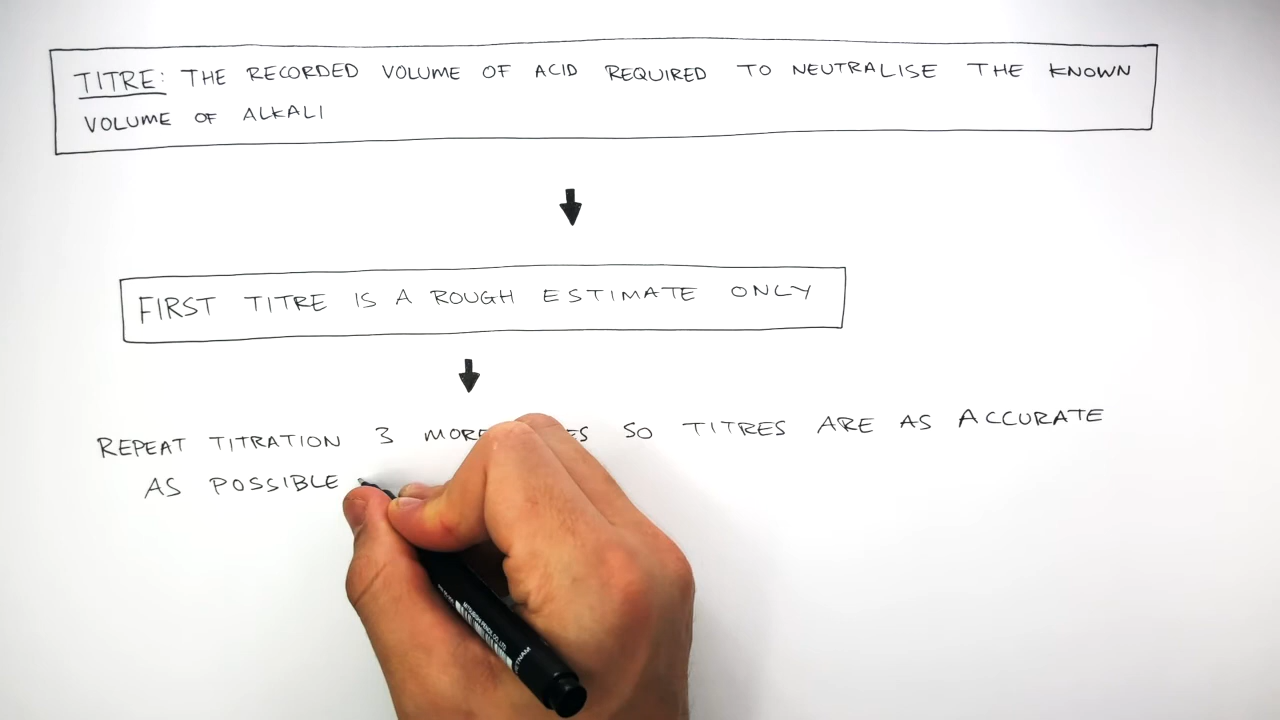 TITRE: THE RECORDED VOLUME OF ACID REQUIRED TO NEUTRALISE THE KNOWN
VOLUME OF ALKALI
FIRST TITRE IS A ROUGH ESTIMATE ONLY
REPEAT TITRATION 3 MORE SO TITRES ARE AS ACCURATE
AS POSSIBLE